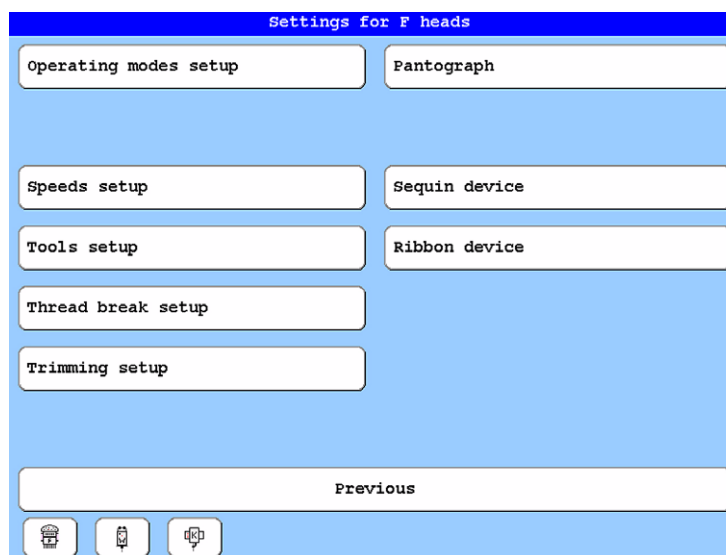 Settings for F heads
Operating modes setup
Pantograph
Speeds setup
Sequin device
Tools setup
Ribbon device
Thread break setup
Trimming setup
Previous
F
K